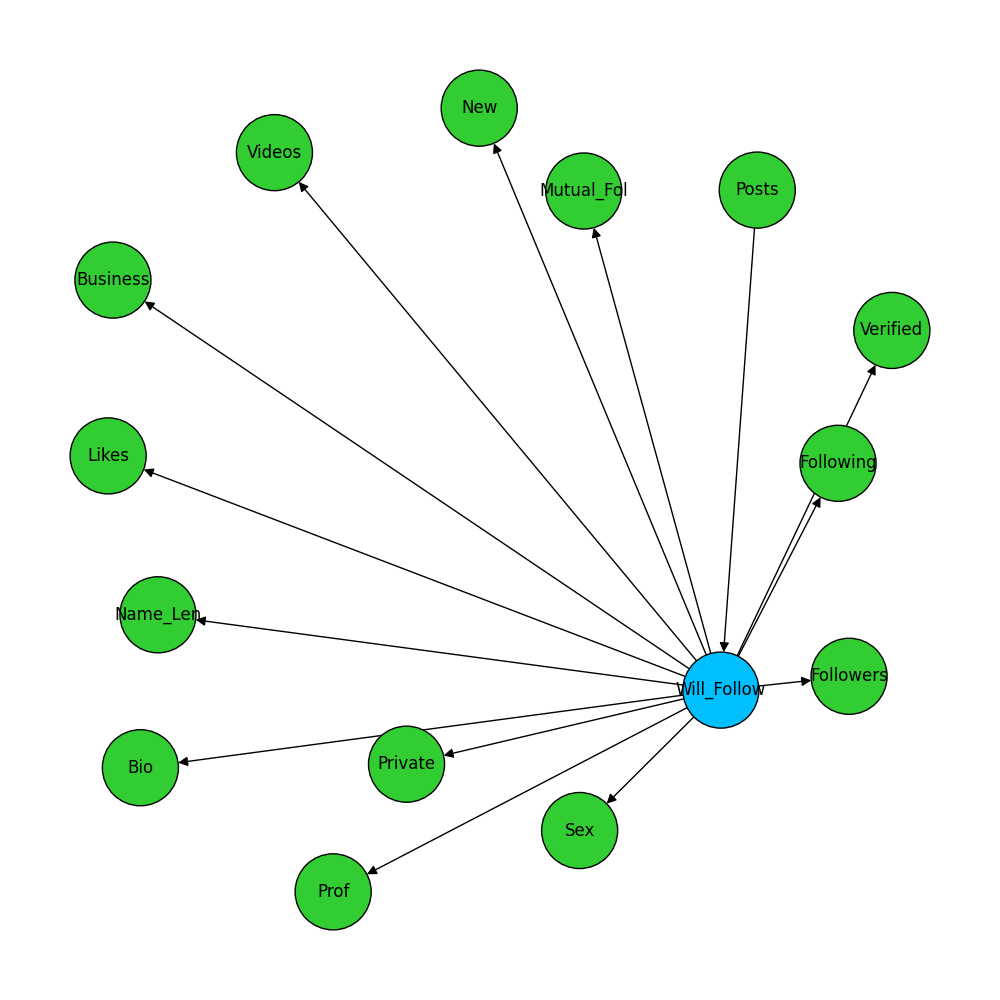 New
Videos
Mutual_Fol
Posts
Business
Verified
Likes
Following
Name_Len
Followers
Will_Follow
Bio
Private
Sex
Prof